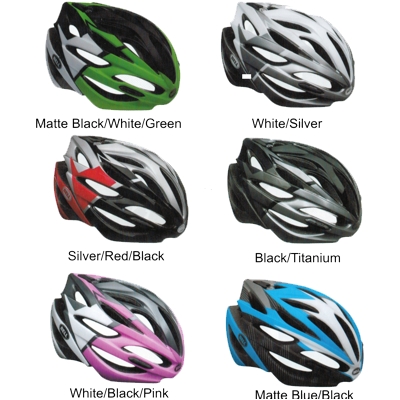 Matte Black/White/Green
White/Silver
Silver/Red/Black
Black/Titanium
White/Black/Pink
Matte Blue/Black